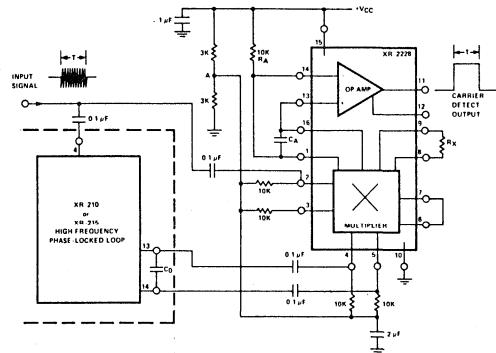 +VCC
.1 µF
3K
10K
RA
15
XR 2228
T
T
A
14
OP AMP
11
INPUT
SIGNAL
3K
13
12
CARRIER
DETECT
OUTPUT
16
9
0.1 µF
CA
RX
4
0.1 µF
1
8
2
10K
XR 210
or
XR-215
HIGH FREQUENCY
PHASE-LOCKED LOOP
3
10K
MULTIPLIER
7
6
13
0.1 µF
4
5
10
CO
14
0.1 µF
10K
10K
2 µF